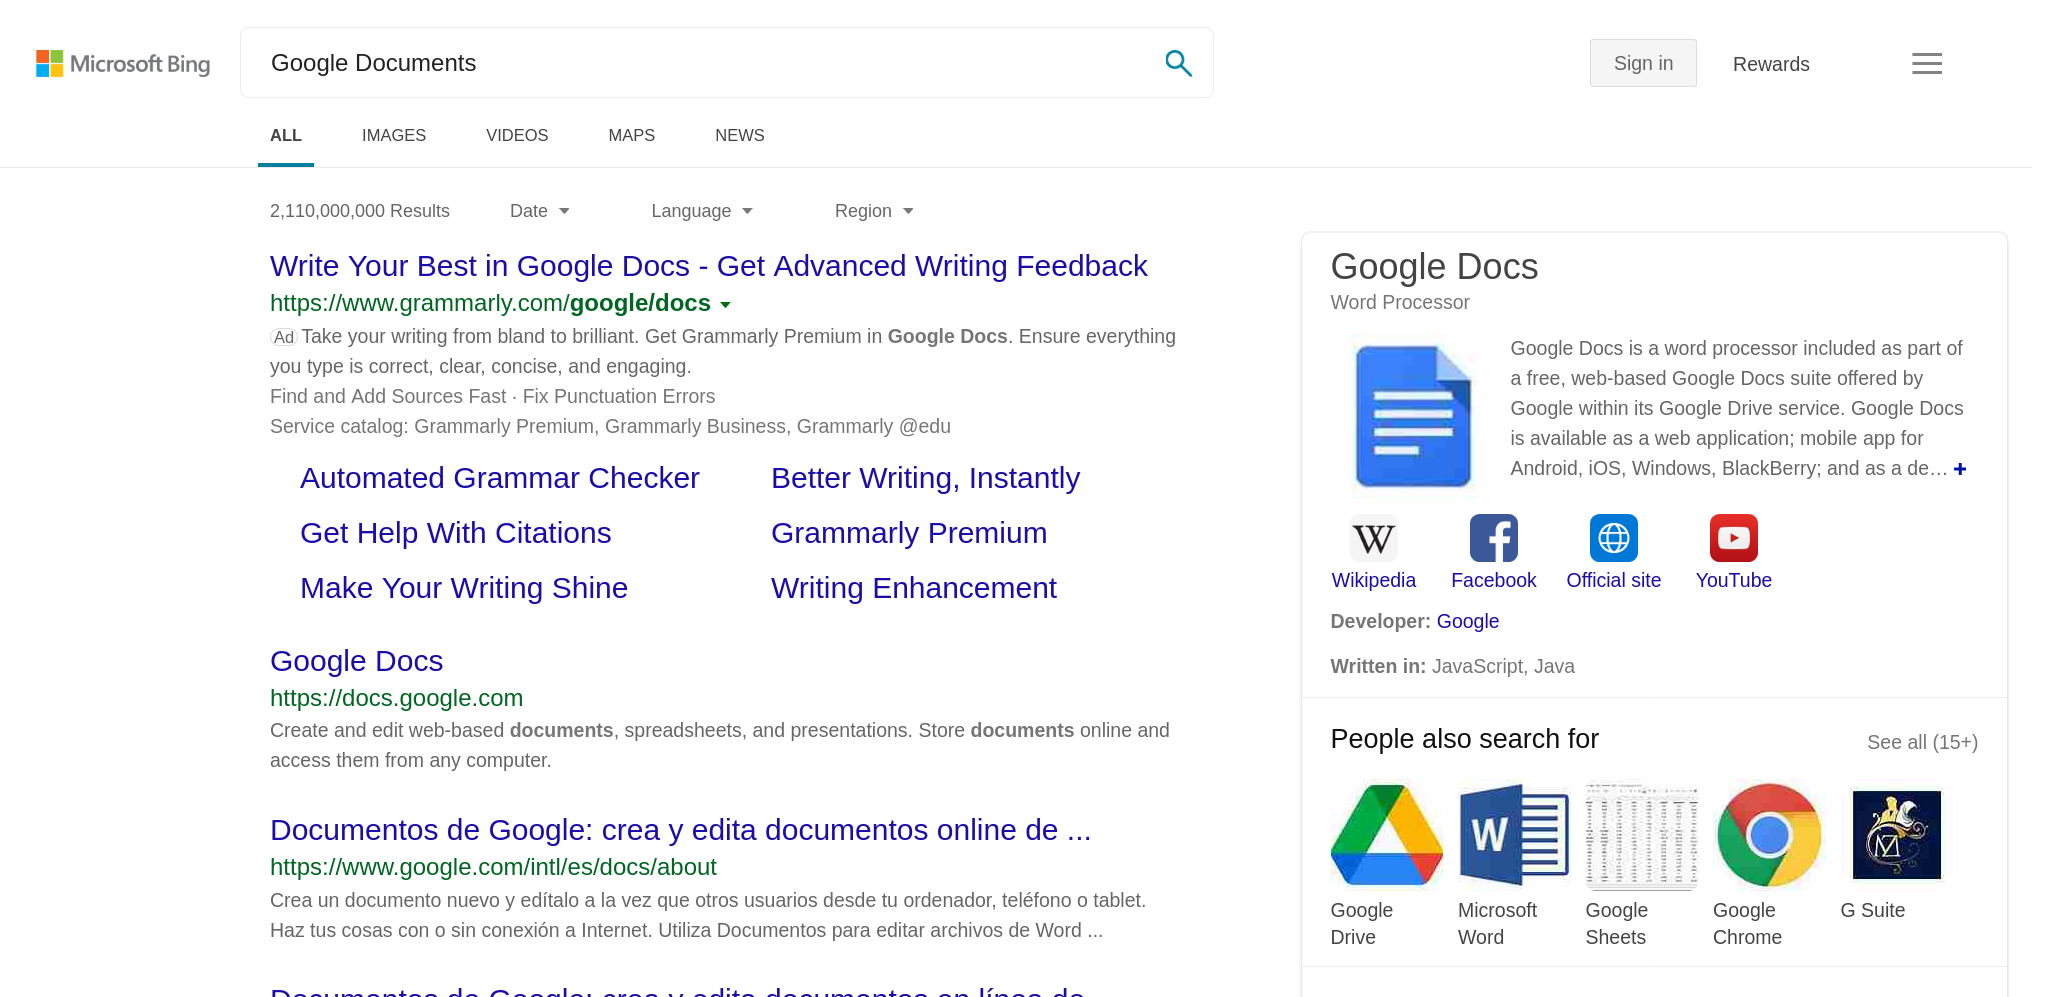 Microsoft Bing
Google Documents
Sign in
Rewards
ALL
IMAGES
VIDEOS
MAPS
NEWS
2,110,000,000 Results
Date
Language
Region
Write Your Best in Google Docs - Get Advanced Writing Feedback
https://www.grammarly.com/google/docs
Ad Take your writing from bland to brilliant. Get Grammarly Premium in Google Docs. Ensure everything
you type is correct, clear, concise, and engaging.
Find and Add Sources Fast · Fix Punctuation Errors
Service catalog: Grammarly Premium, Grammarly Business, Grammarly @edu
Automated Grammar Checker
Better Writing, Instantly
Get Help With Citations
Grammarly Premium
Make Your Writing Shine
Writing Enhancement
Google Docs
https://docs.google.com
Create and edit web-based documents, spreadsheets, and presentations. Store documents online and
access them from any computer.
Documentos de Google: crea y edita documentos online de ...
https://www.google.com/intl/es/docs/about
Crea un documento nuevo y edítalo a la vez que otros usuarios desde tu ordenador, teléfono o tablet.
Haz tus cosas con o sin conexión a Internet. Utiliza Documentos para editar archivos de Word ...
Documentos de Google: crea y edita documentos en línea de
Google Docs
Word Processor
Google Docs is a word processor included as part of
a free, web-based Google Docs suite offered by
Google within its Google Drive service. Google Docs
is available as a web application; mobile app for
Android, iOS, Windows, BlackBerry; and as a de… +
W
Wikipedia
Facebook
Official site
YouTube
Developer: Google
Written in: JavaScript, Java
People also search for
See all (15+)
W
Google
Drive
Microsoft
Word
Google
Sheets
Google
Chrome
G Suite